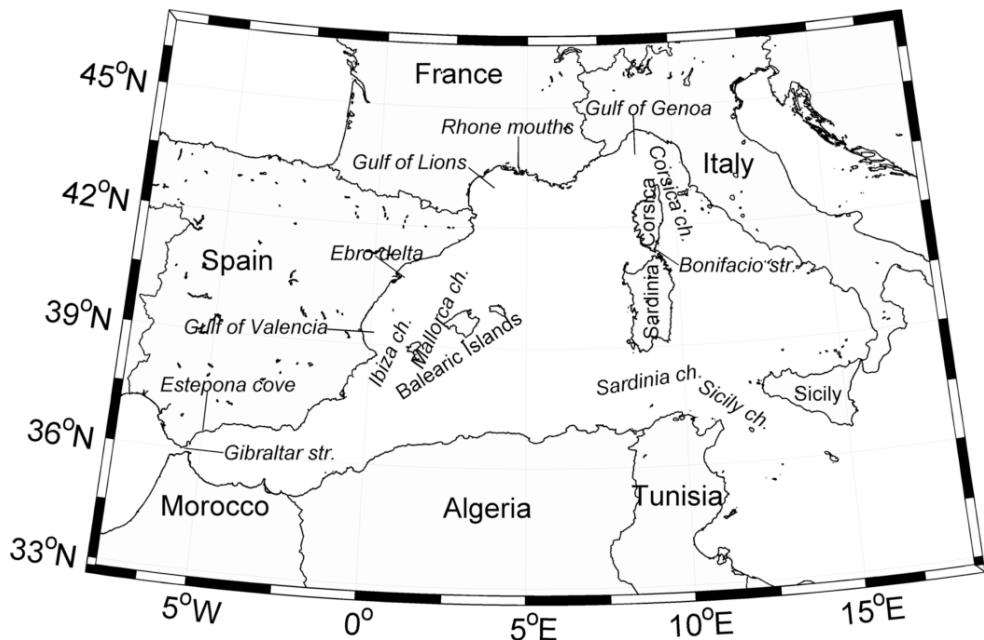 45°N
42°N
39°N
36°N
33°N
5°W
0°
5°E
10°E
15°E
France
Gulf of Genoa
Rhone mouths
Gulf of Lions
Italy
Corsica ch.
Corsica
Spain
Ebro delta
Bonifacio str.
Sardinia
Gulf of Valencia
Ibiza ch.
Mallorca ch.
Balearic Islands
Estepona cove
Sardinia ch.
Sicily ch.
Sicily
Gibraltar str.
Morocco
Algeria
Tunisia